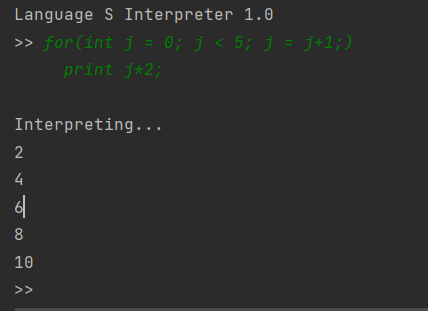 Language S Interpreter 1.0
>> for(int j = 0; j < 5; j = j+1;)
print j*2;
Interpreting...
2
4
6
8
10
>>